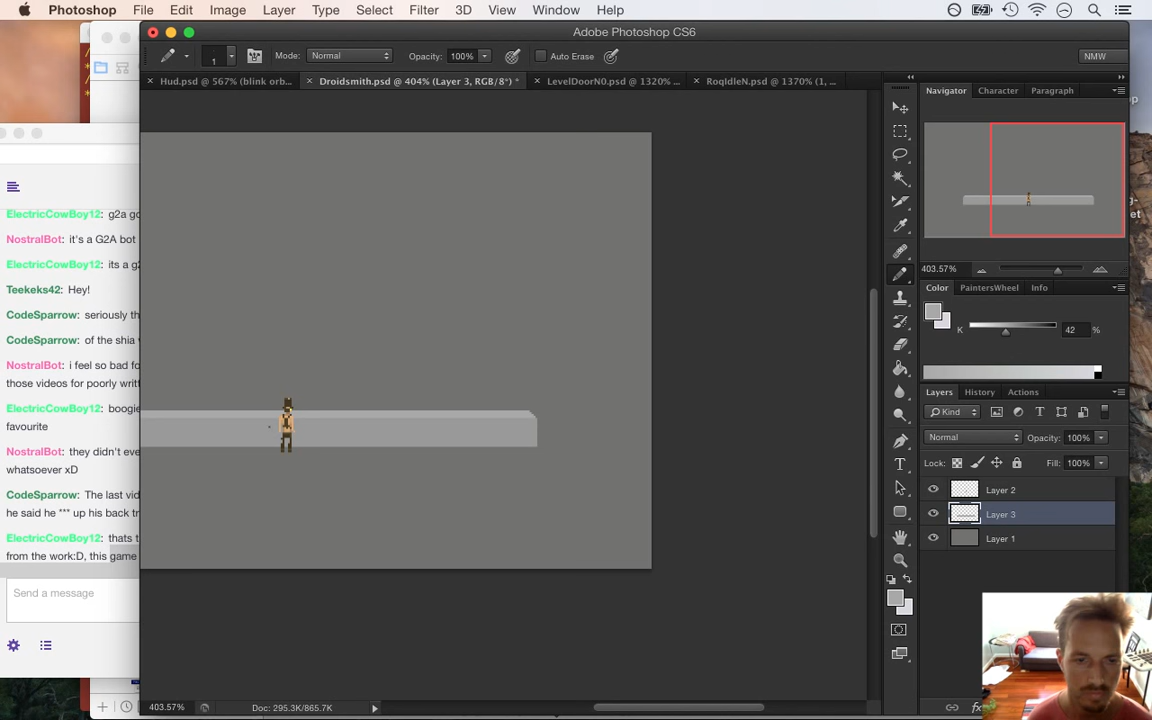 Photoshop File Edit Image Layer Type Select Filter 3D View Window Help
Adobe Photoshop CS6
1 Mode: Normal Opacity: 100% Auto Erase NMW
Hud.psd @ 567% (blink orb... Droidsmith.psd @ 404% (Layer 3, RGB/8*) * LevelDoorN0.psd @ 1320% ... RoqIdleN.psd @ 1370% (1, ...
Navigator Character Paragraph
403.57%
Color PaintersWheel Info
K 42 %
Layers History Actions
Kind
Normal Opacity: 100%
Lock: Fill: 100%
Layer 2
Layer 3
Layer 1
fx
403.57% Doc: 295.3K/865.7K
ElectricCowBoy12: g2a go
NostralBot: it's a G2A bot
ElectricCowBoy12: its a g2
Teekeks42: Hey!
CodeSparrow: seriously th
CodeSparrow: of the shia
NostralBot: i feel so bad fo
those videos for poorly writt
ElectricCowBoy12: boogie
favourite
NostralBot: they didn't eve
whatsoever xD
CodeSparrow: The last vid
he said he *** up his back tr
ElectricCowBoy12: thats t
from the work:D, this game
Send a message